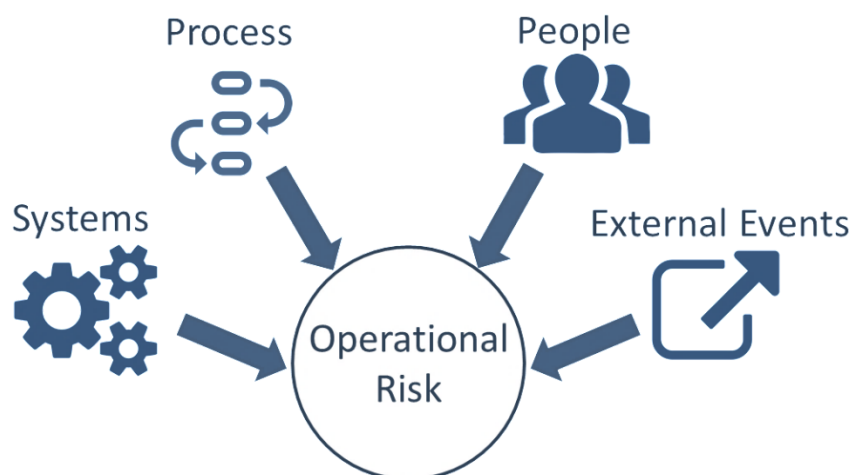 Process
People
Systems
External Events
Operational
Risk